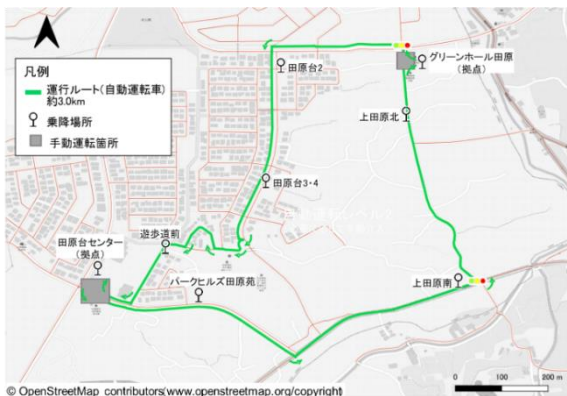 凡例
運行ルート(自動運転車)
約3.0km
乗降場所
手動運転箇所
グリーンホール田原
(拠点)
田原台2
上田原北
田原台3・4
遊歩道前
田原台センター
(拠点)
パークヒルズ田原苑
上田原南
0 100 200 m
© OpenStreetMap contributors(www.openstreetmap.org/copyright)